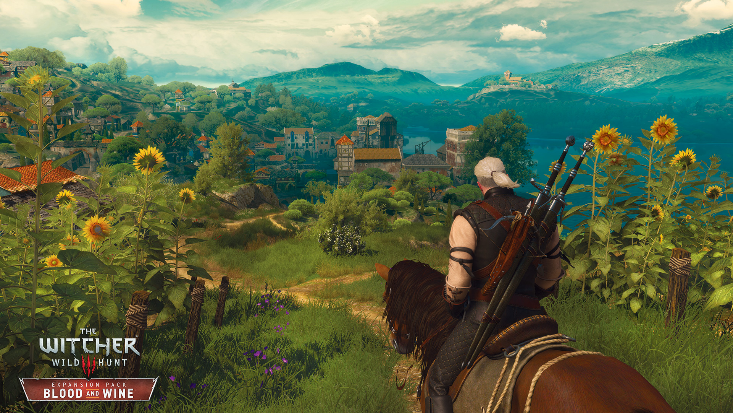 THE
WITCHER
WILD HUNT
EXPANSION PACK
BLOOD AND WINE